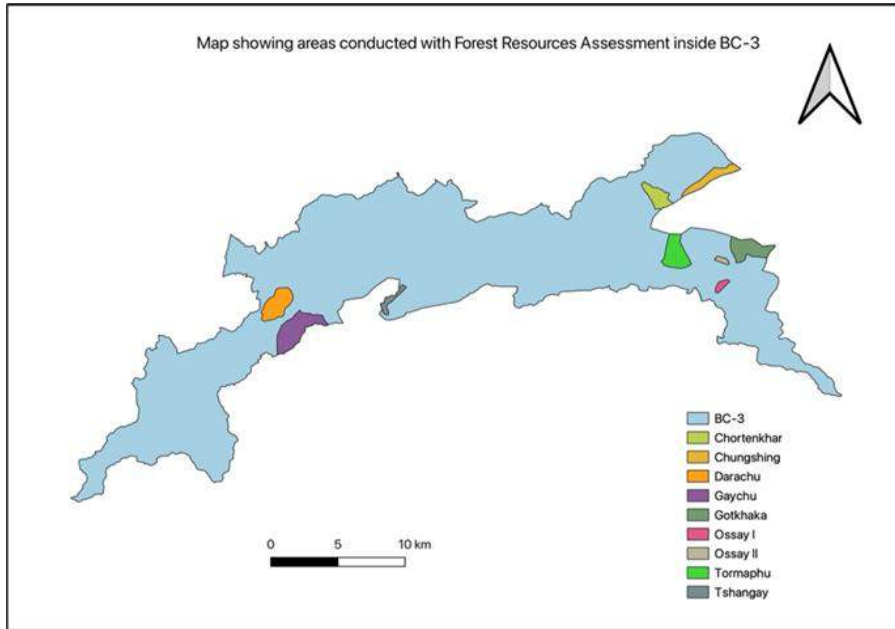 Map showing areas conducted with Forest Resources Assessment inside BC-3
BC-3
Chortenkhar
Chungshing
Darachu
Gaychu
Gotkhaka
Ossay I
Ossay II
Tormaphu
Tshangay
0 5 10 km